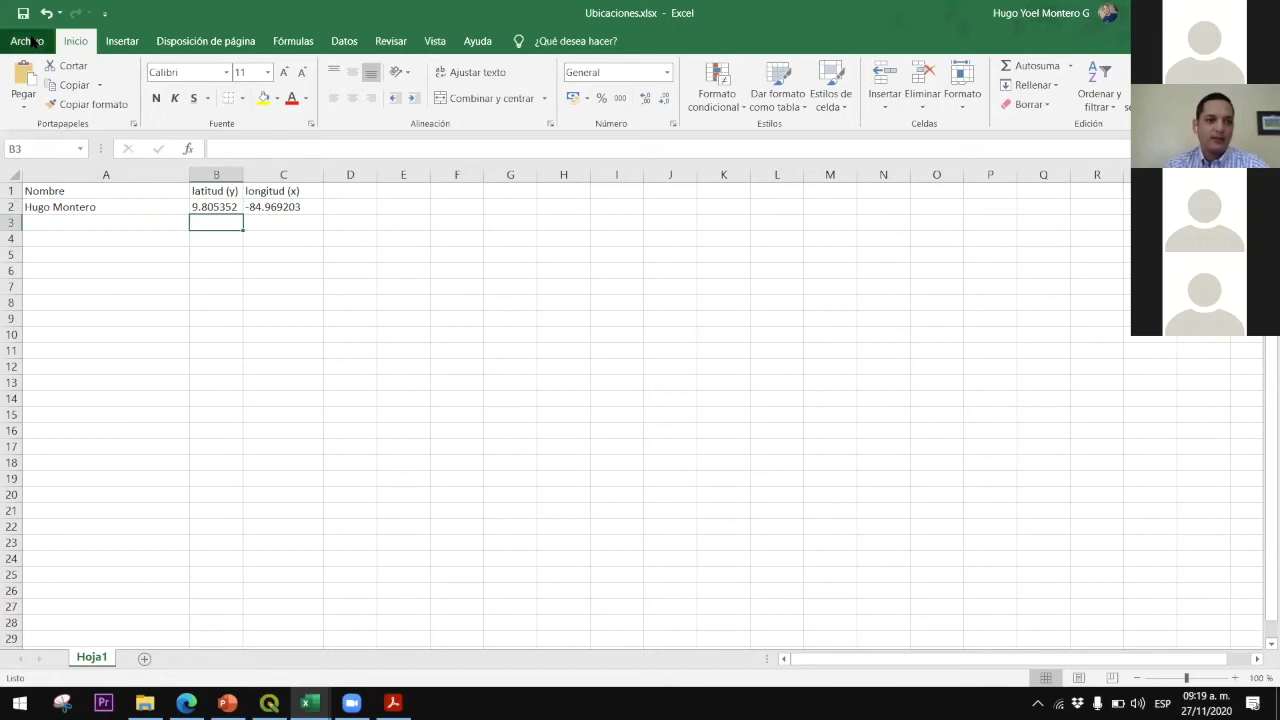 Ubicaciones.xlsx - Excel
Hugo Yoel Montero G
Archivo Inicio Insertar Disposición de página Fórmulas Datos Revisar Vista Ayuda ¿Qué desea hacer?
Pegar
Cortar
Copiar
Copiar formato
Portapapeles
Calibri 11
N K S
Fuente
Ajustar texto
Combinar y centrar
Alineación
General
% 000
Número
Formato condicional
Dar formato como tabla
Estilos de celda
Estilos
Insertar Eliminar Formato
Celdas
Autosuma
Rellenar
Borrar
Ordenar y filtrar
Edición
B3 fx
A B C D E F G H I J K L M N O P Q R
1 Nombre latitud (y) longitud (x)
2 Hugo Montero 9.805352 -84.969203
3
4
5
6
7
8
9
10
11
12
13
14
15
16
17
18
19
20
21
22
23
24
25
26
27
28
29
Hoja1
Listo
100 %
ESP
09:19 a. m.
27/11/2020